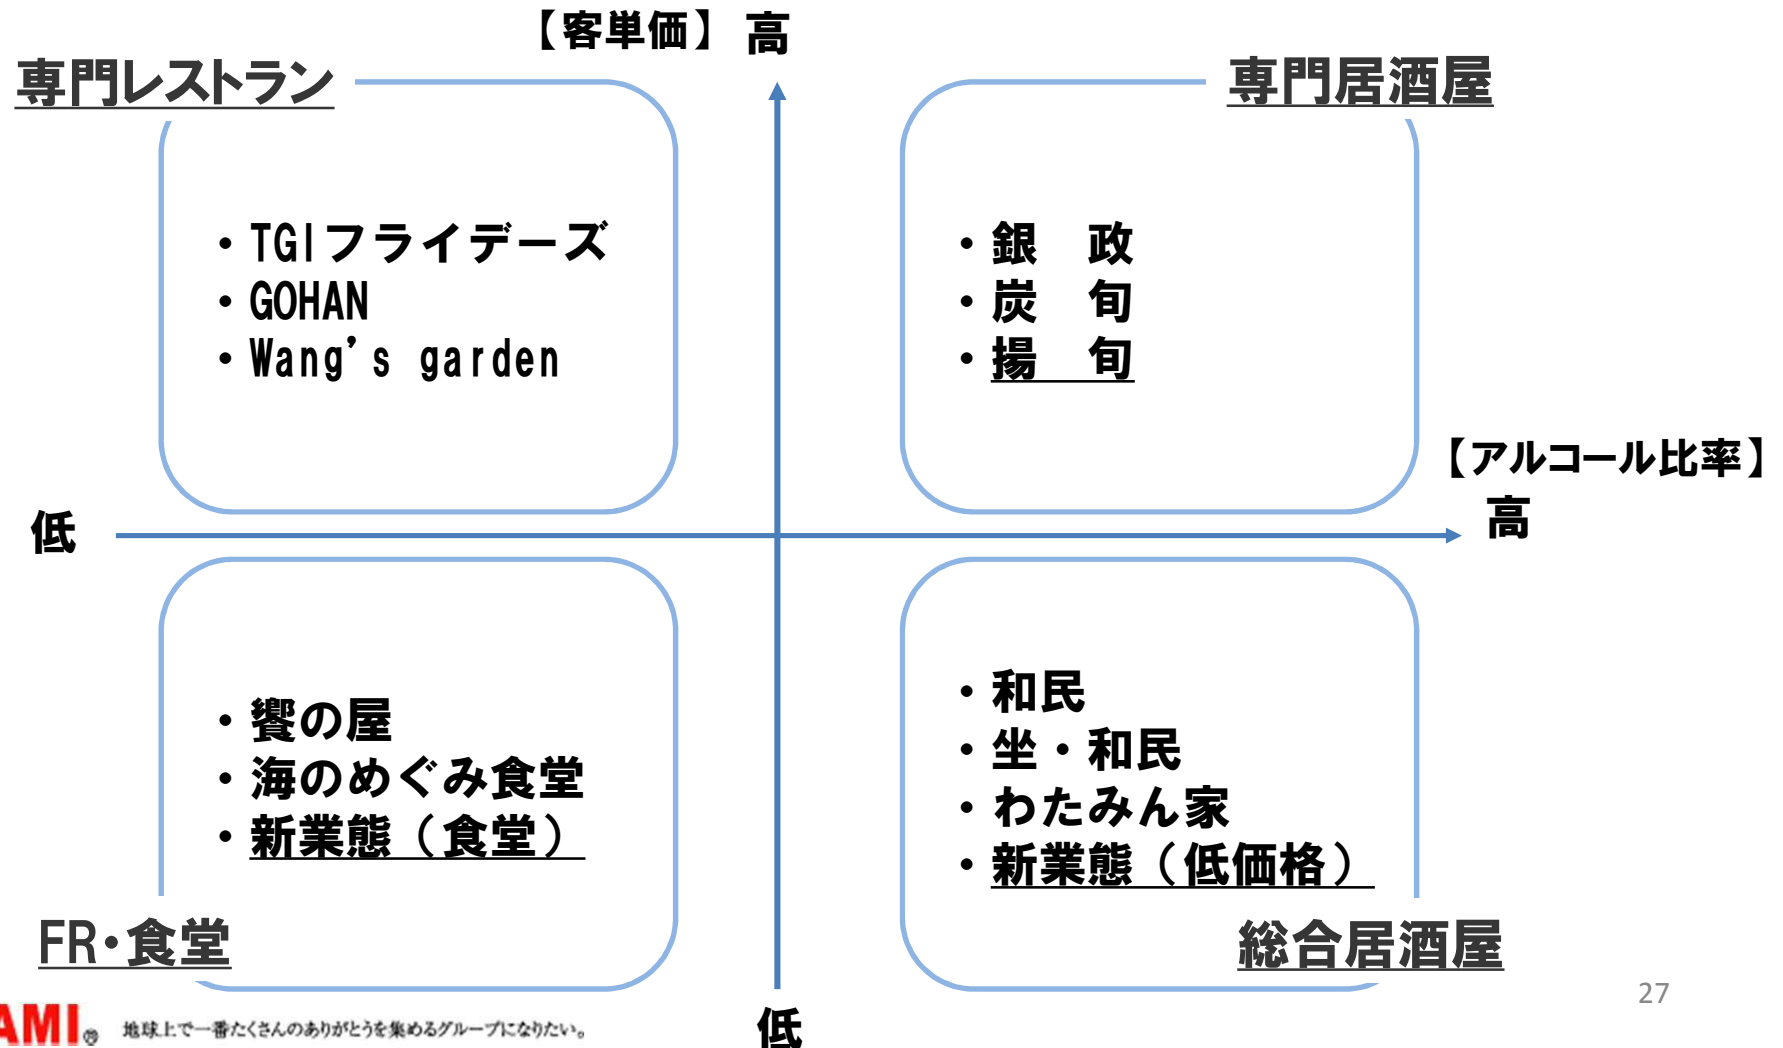 【客単価】 高
専門レストラン
専門居酒屋
・TGIフライデーズ
・GOHAN
・Wang's garden
・銀　政
・炭　旬
・揚　旬
【アルコール比率】
低
高
・饗の屋
・海のめぐみ食堂
・新業態（食堂）
・和民
・坐・和民
・わたみん家
・新業態（低価格）
FR・食堂
総合居酒屋
27
AMI® 地球上で一番たくさんのありがとうを集めるグループになりたい。
低